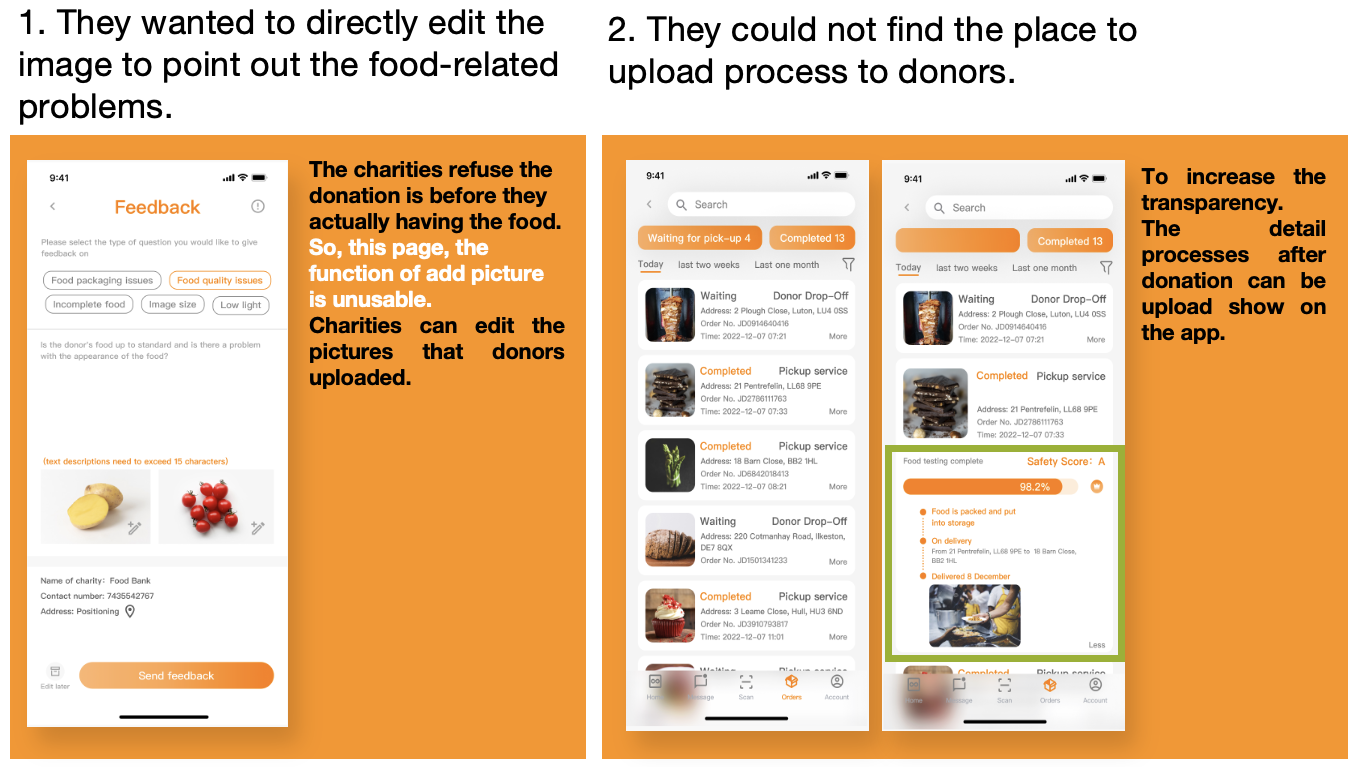 1. They wanted to directly edit the
image to point out the food-related
problems.
2. They could not find the place to
upload process to donors.
9:41
Feedback
Please select the type of question you would like to give
feedback on
Food packaging issues
Food quality issues
Incomplete food
Image size
Low light
Is the donor's food up to standard and is there a problem
with the appearance of the food?
(text descriptions need to exceed 15 characters)
Name of charity: Food Bank
Contact number: 7435542767
Address: Positioning
Edit later
Send feedback
The charities refuse the
donation is before they
actually having the food.
So, this page, the
function of add picture
is unusable.
Charities can edit the
pictures that donors
uploaded.
9:41
Search
Waiting for pick-up 4
Completed 13
Today
last two weeks
Last one month
Waiting
Donor Drop-Off
Address: 2 Plough Close, Luton, LU4 0SS
Order No. JD0914640416
Time: 2022-12-07 07:21
More
Completed
Pickup service
Address: 21 Pentrefelin, LL68 9PE
Order No. JD2786111763
Time: 2022-12-07 07:33
More
Completed
Pickup service
Address: 18 Barn Close, BB2 1HL
Order No. JD6842018413
Time: 2022-12-07 08:21
More
Waiting
Donor Drop-Off
Address: 220 Cotmanhay Road, Ilkeston,
DE7 8QX
Order No. JD1501341233
More
Completed
Pickup service
Address: 3 Leame Close, Hull, HU3 6ND
Order No. JD3910793817
Time: 2022-12-07 11:01
More
Waiting
Pickup service
Scan
Orders
Account
9:41
Search
Completed 13
Today
last two weeks
Last one month
Waiting
Donor Drop-Off
Address: 2 Plough Close, Luton, LU4 0SS
Order No. JD0914640416
Time: 2022-12-07 07:21
More
Completed
Pickup service
Address: 21 Pentrefelin, LL68 9PE
Order No. JD2786111763
Time: 2022-12-07 07:33
Food testing complete
Safety Score: A
98.2%
Food is packed and put
into storage
On delivery
From 21 Pentrefelin, LL68 9PE to 18 Barn Close,
BB2 1HL
Delivered 8 December
Less
Completed
Pickup service
Scan
Orders
Account
To increase the
transparency.
The detail
processes after
donation can be
upload show on
the app.